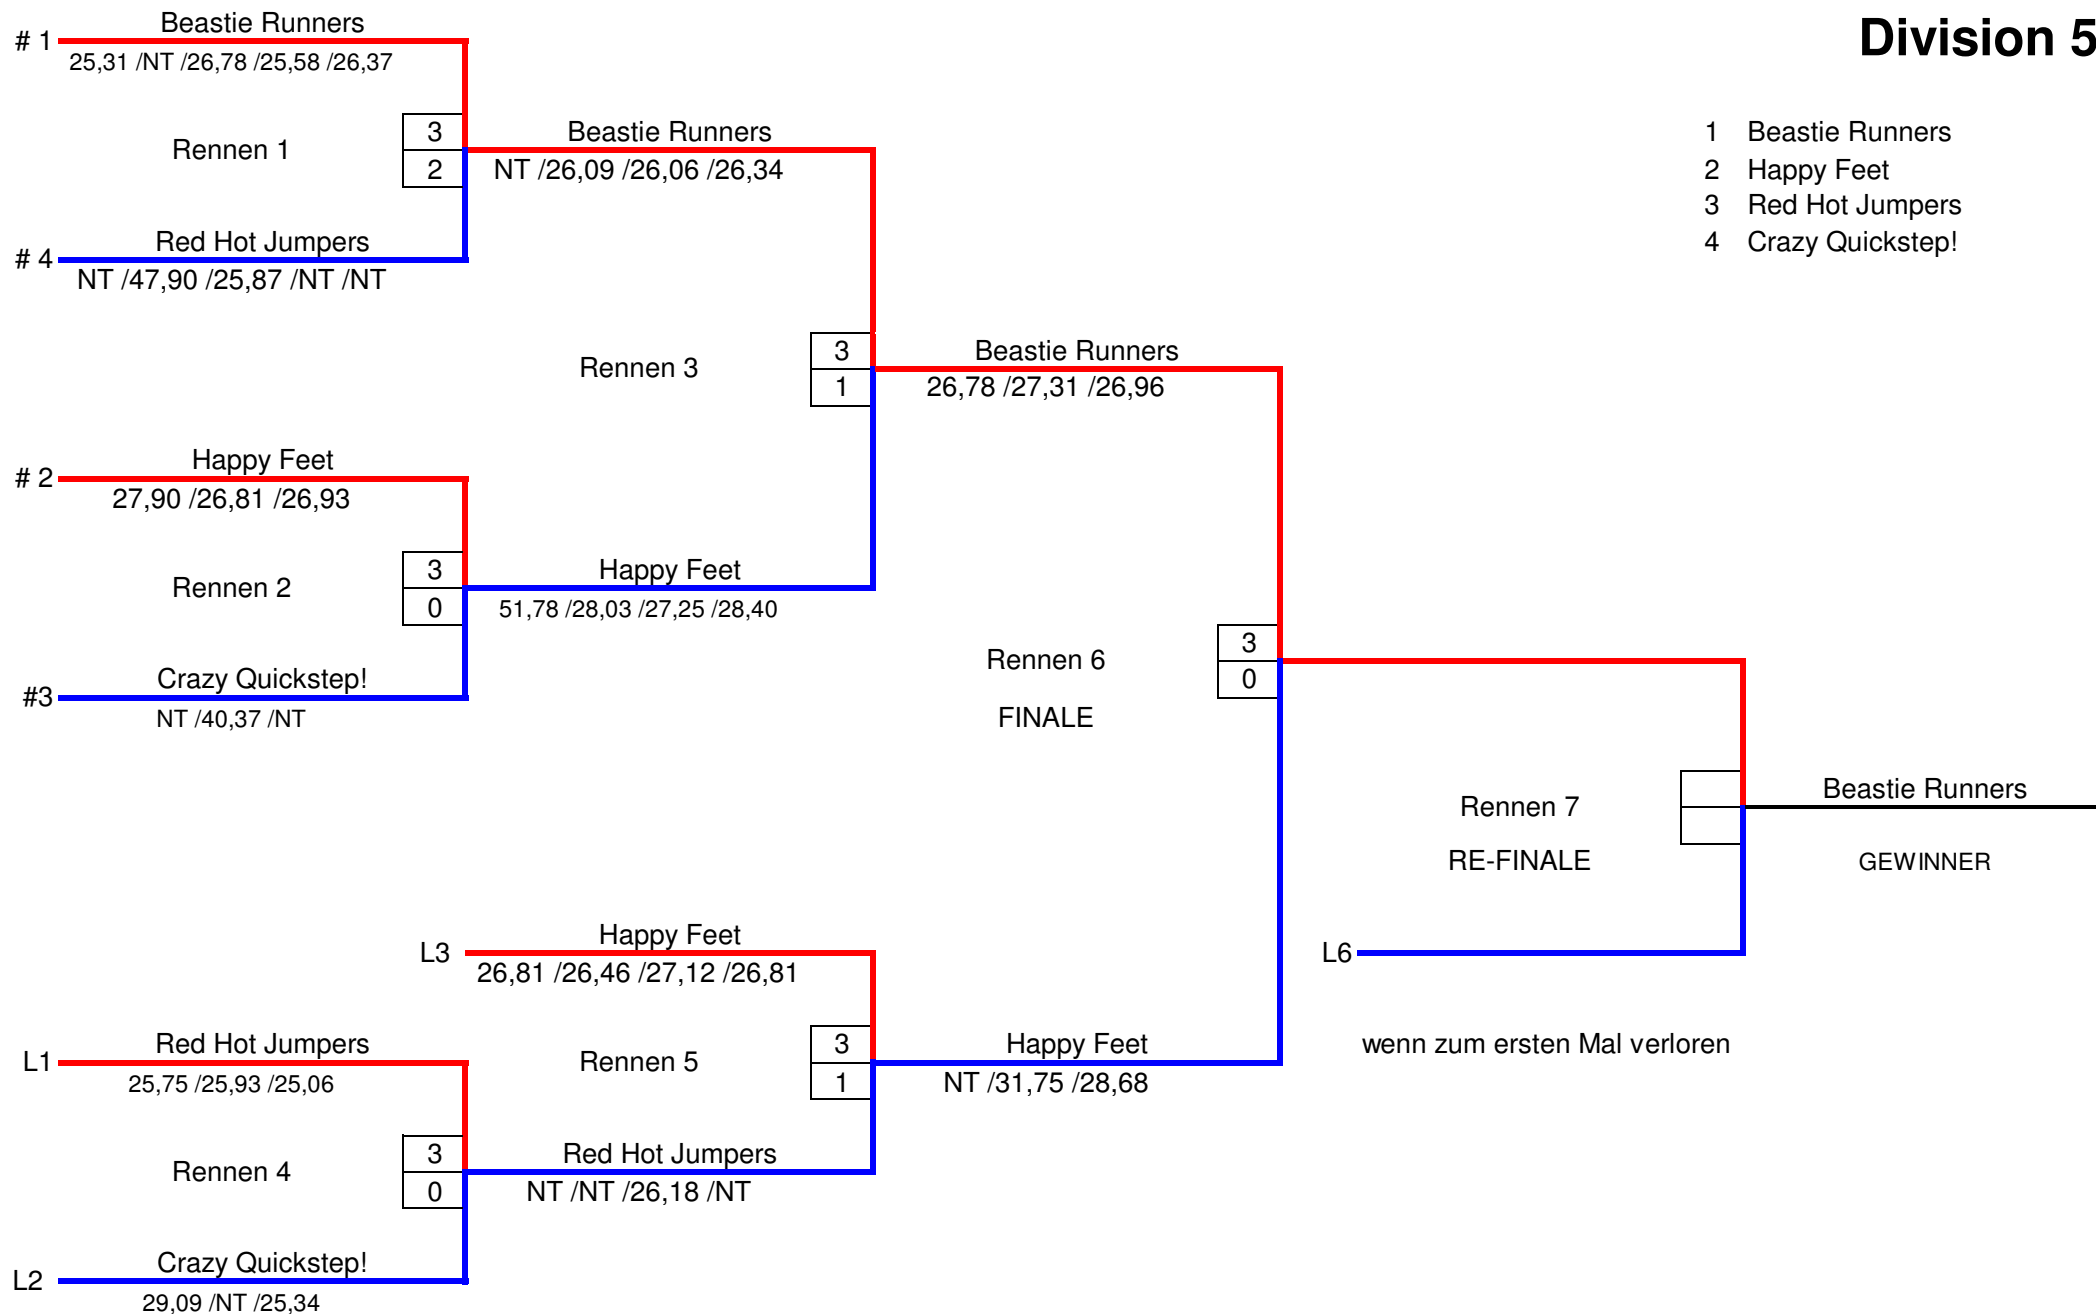 Division 5
1 Beastie Runners
2 Happy Feet
3 Red Hot Jumpers
4 Crazy Quickstep!
# 1
Beastie Runners
25,31 /NT /26,78 /25,58 /26,37
Rennen 1
3
2
# 4
Red Hot Jumpers
NT /47,90 /25,87 /NT /NT
Beastie Runners
NT /26,09 /26,06 /26,34
Rennen 3
3
1
# 2
Happy Feet
27,90 /26,81 /26,93
Rennen 2
3
0
#3
Crazy Quickstep!
NT /40,37 /NT
Happy Feet
51,78 /28,03 /27,25 /28,40
Beastie Runners
26,78 /27,31 /26,96
Rennen 6
FINALE
3
0
Rennen 7
RE-FINALE
Beastie Runners
GEWINNER
L6
wenn zum ersten Mal verloren
L3
Happy Feet
26,81 /26,46 /27,12 /26,81
Rennen 5
3
1
Happy Feet
NT /31,75 /28,68
L1
Red Hot Jumpers
25,75 /25,93 /25,06
Rennen 4
3
0
Red Hot Jumpers
NT /NT /26,18 /NT
L2
Crazy Quickstep!
29,09 /NT /25,34